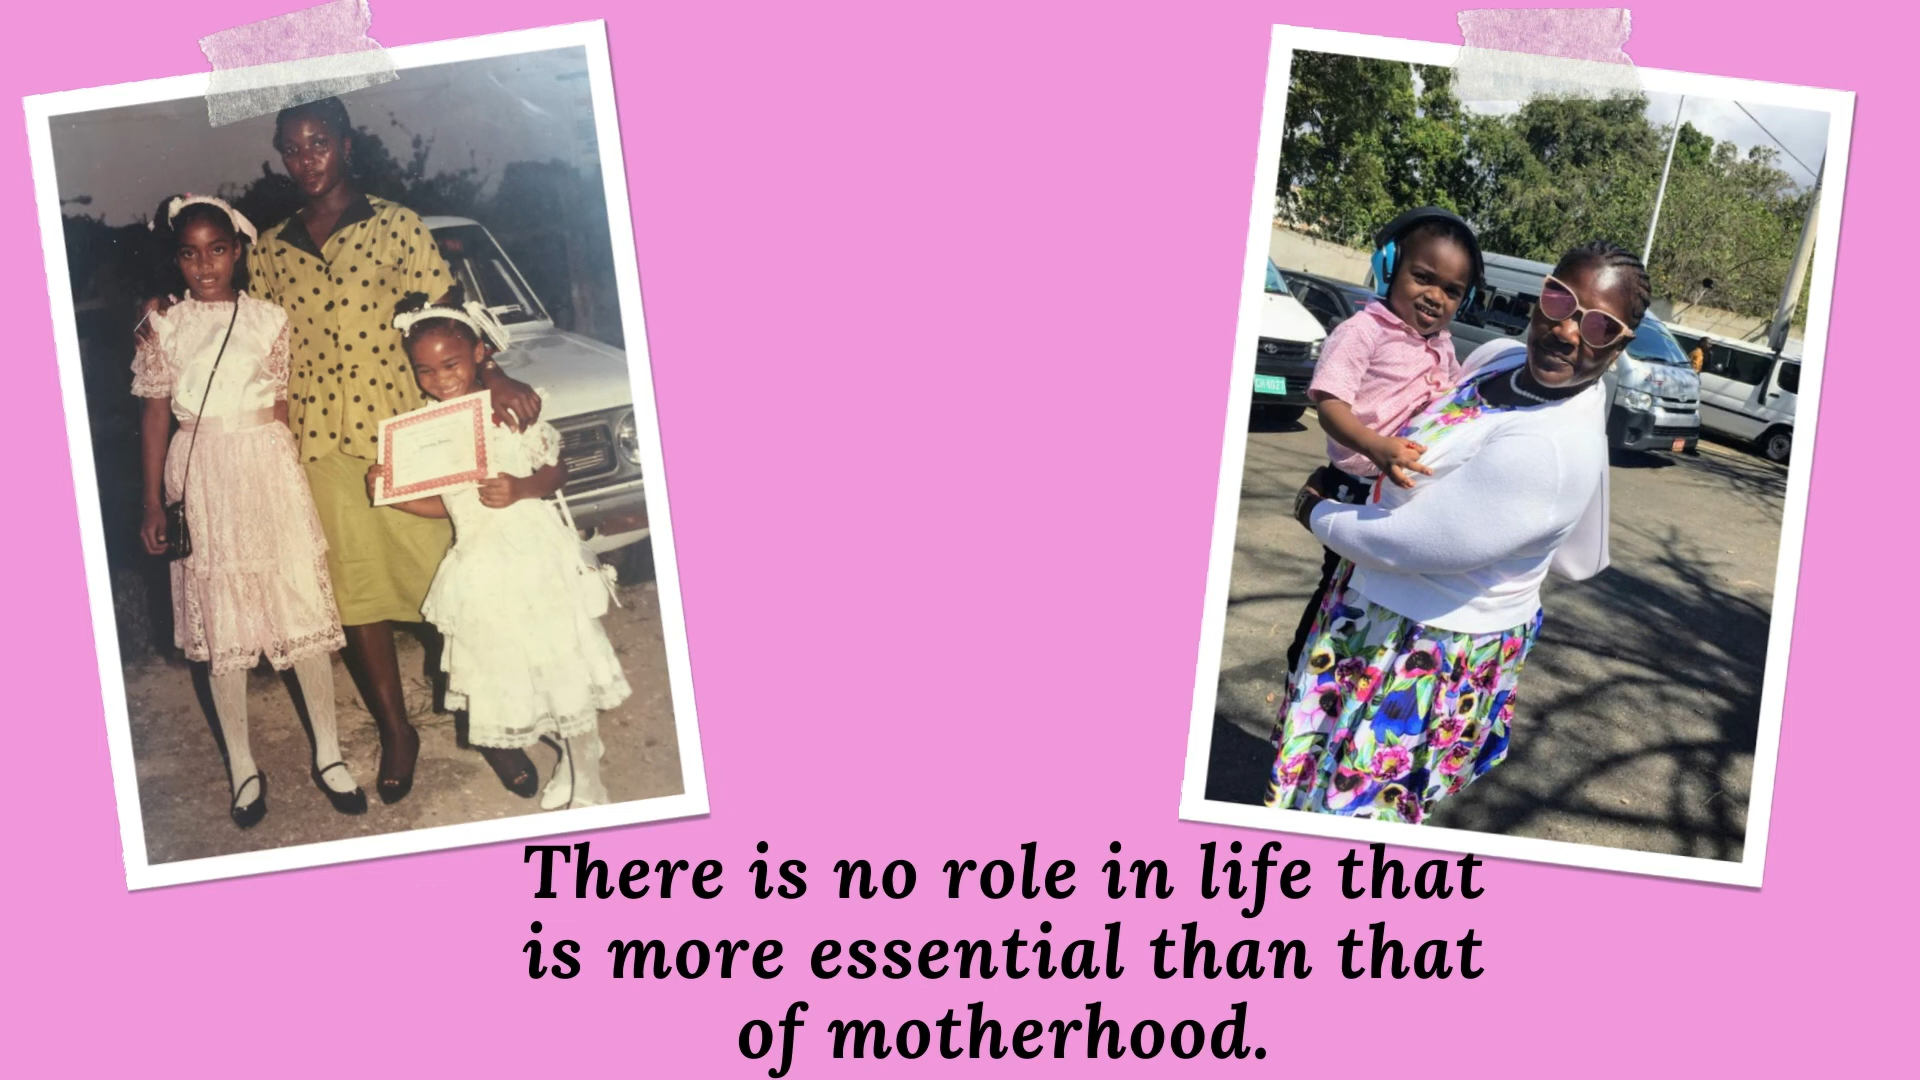 There is no role in life that
is more essential than that
of motherhood.